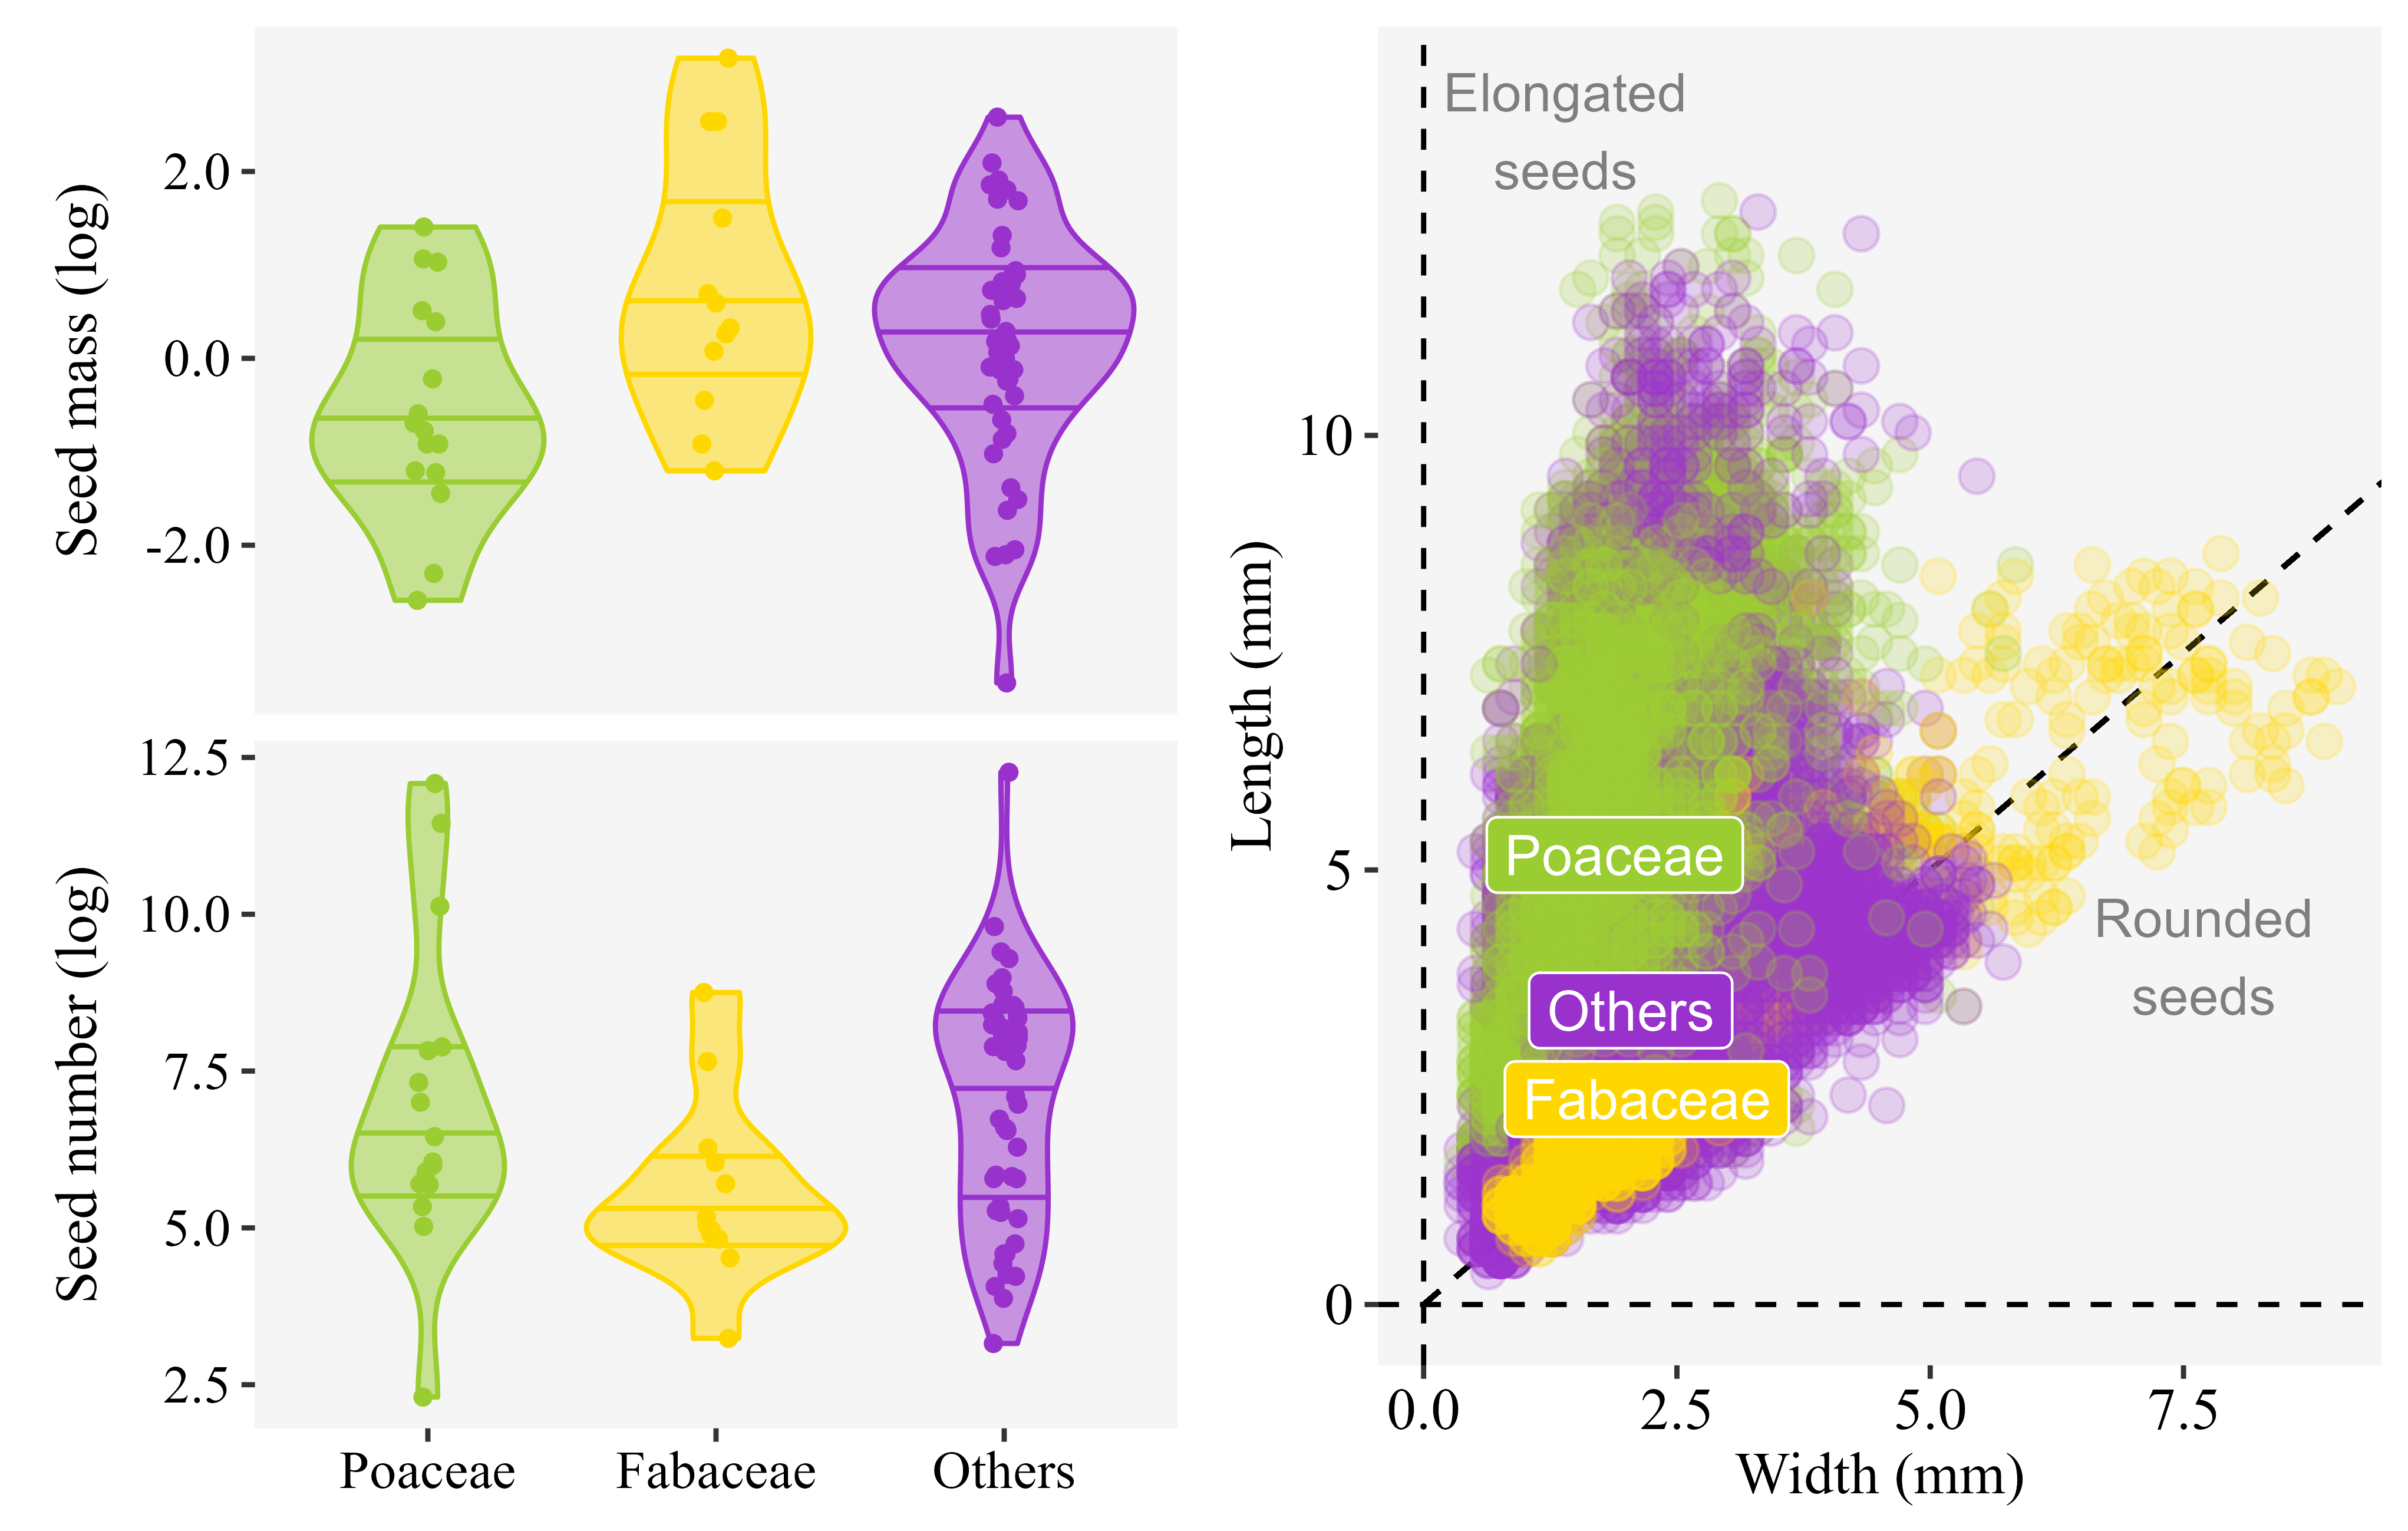 Seed mass (log)
2.0
0.0
-2.0
Seed number (log)
12.5
10.0
7.5
5.0
2.5
Poaceae
Fabaceae
Others
Length (mm)
10
5
0
Elongated
seeds
Poaceae
Others
Fabaceae
Rounded
seeds
0.0
2.5
5.0
7.5
Width (mm)